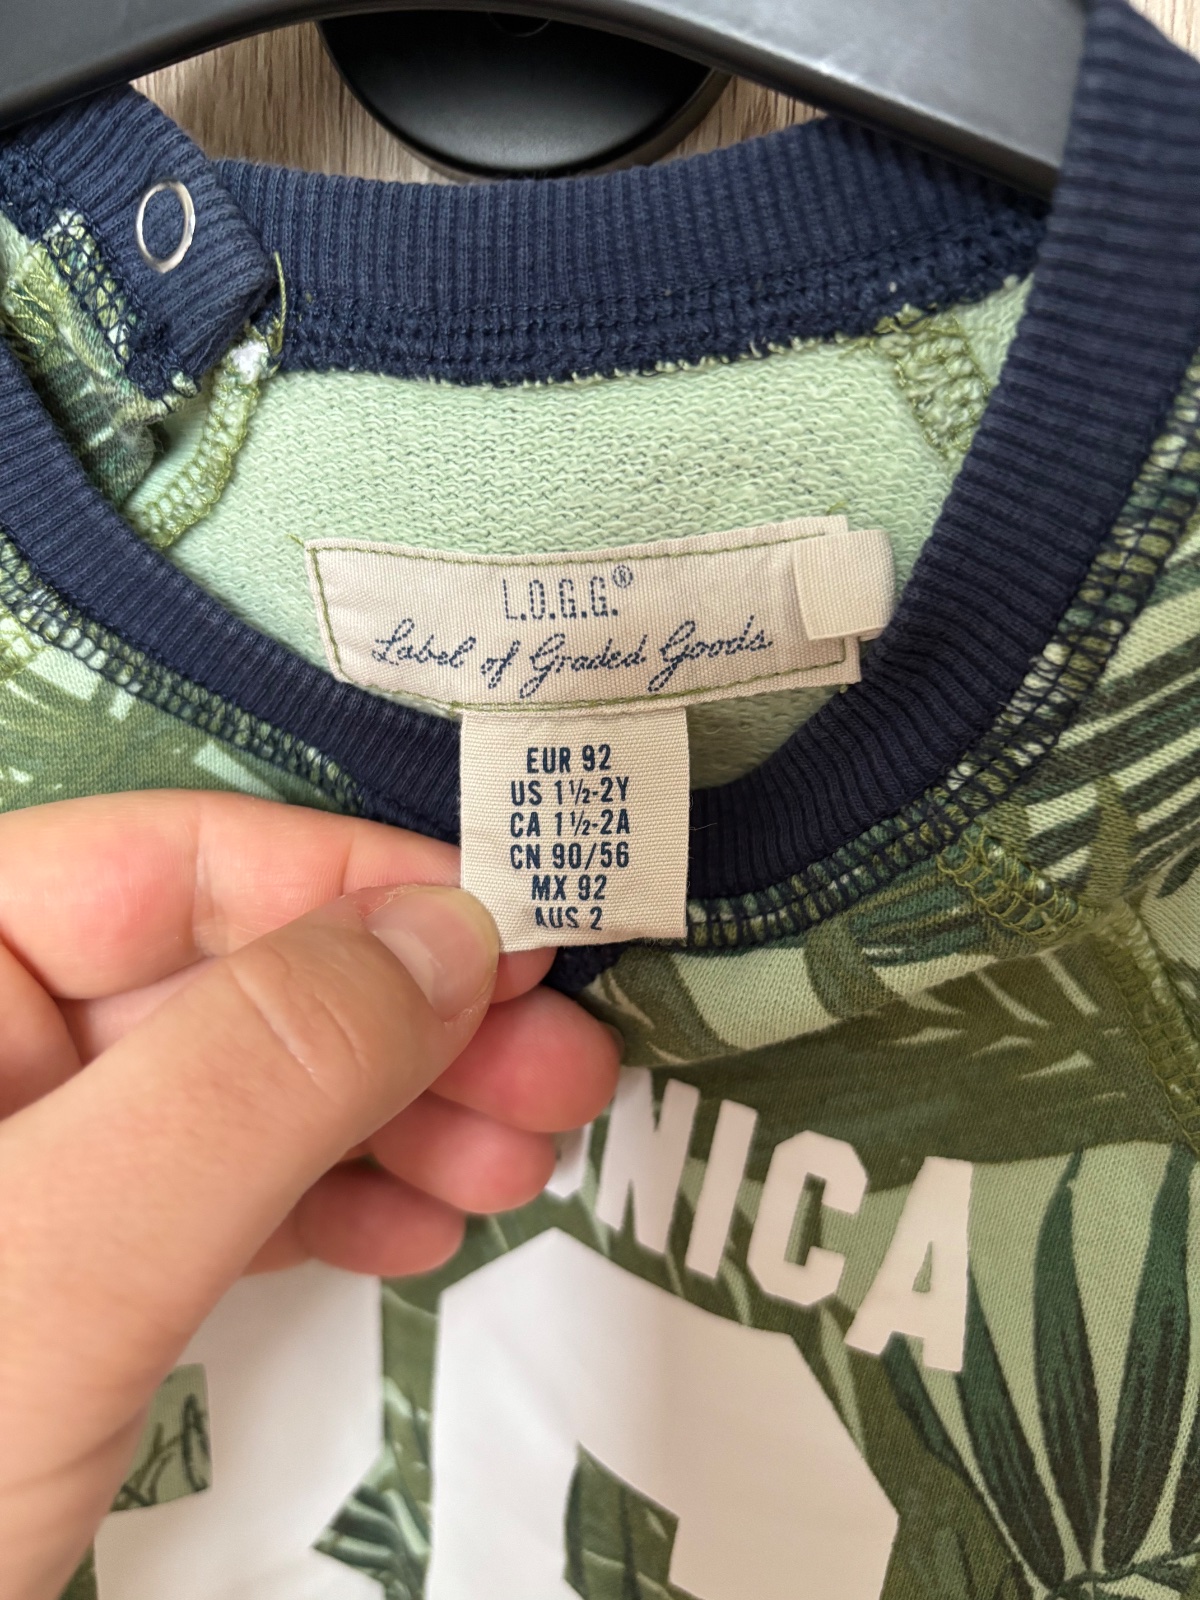 L.O.G.G.®
Label of Graded Goods
EUR 92
US 1½-2Y
CA 1½-2A
CN 90/56
MX 92
AUS 2
NICA